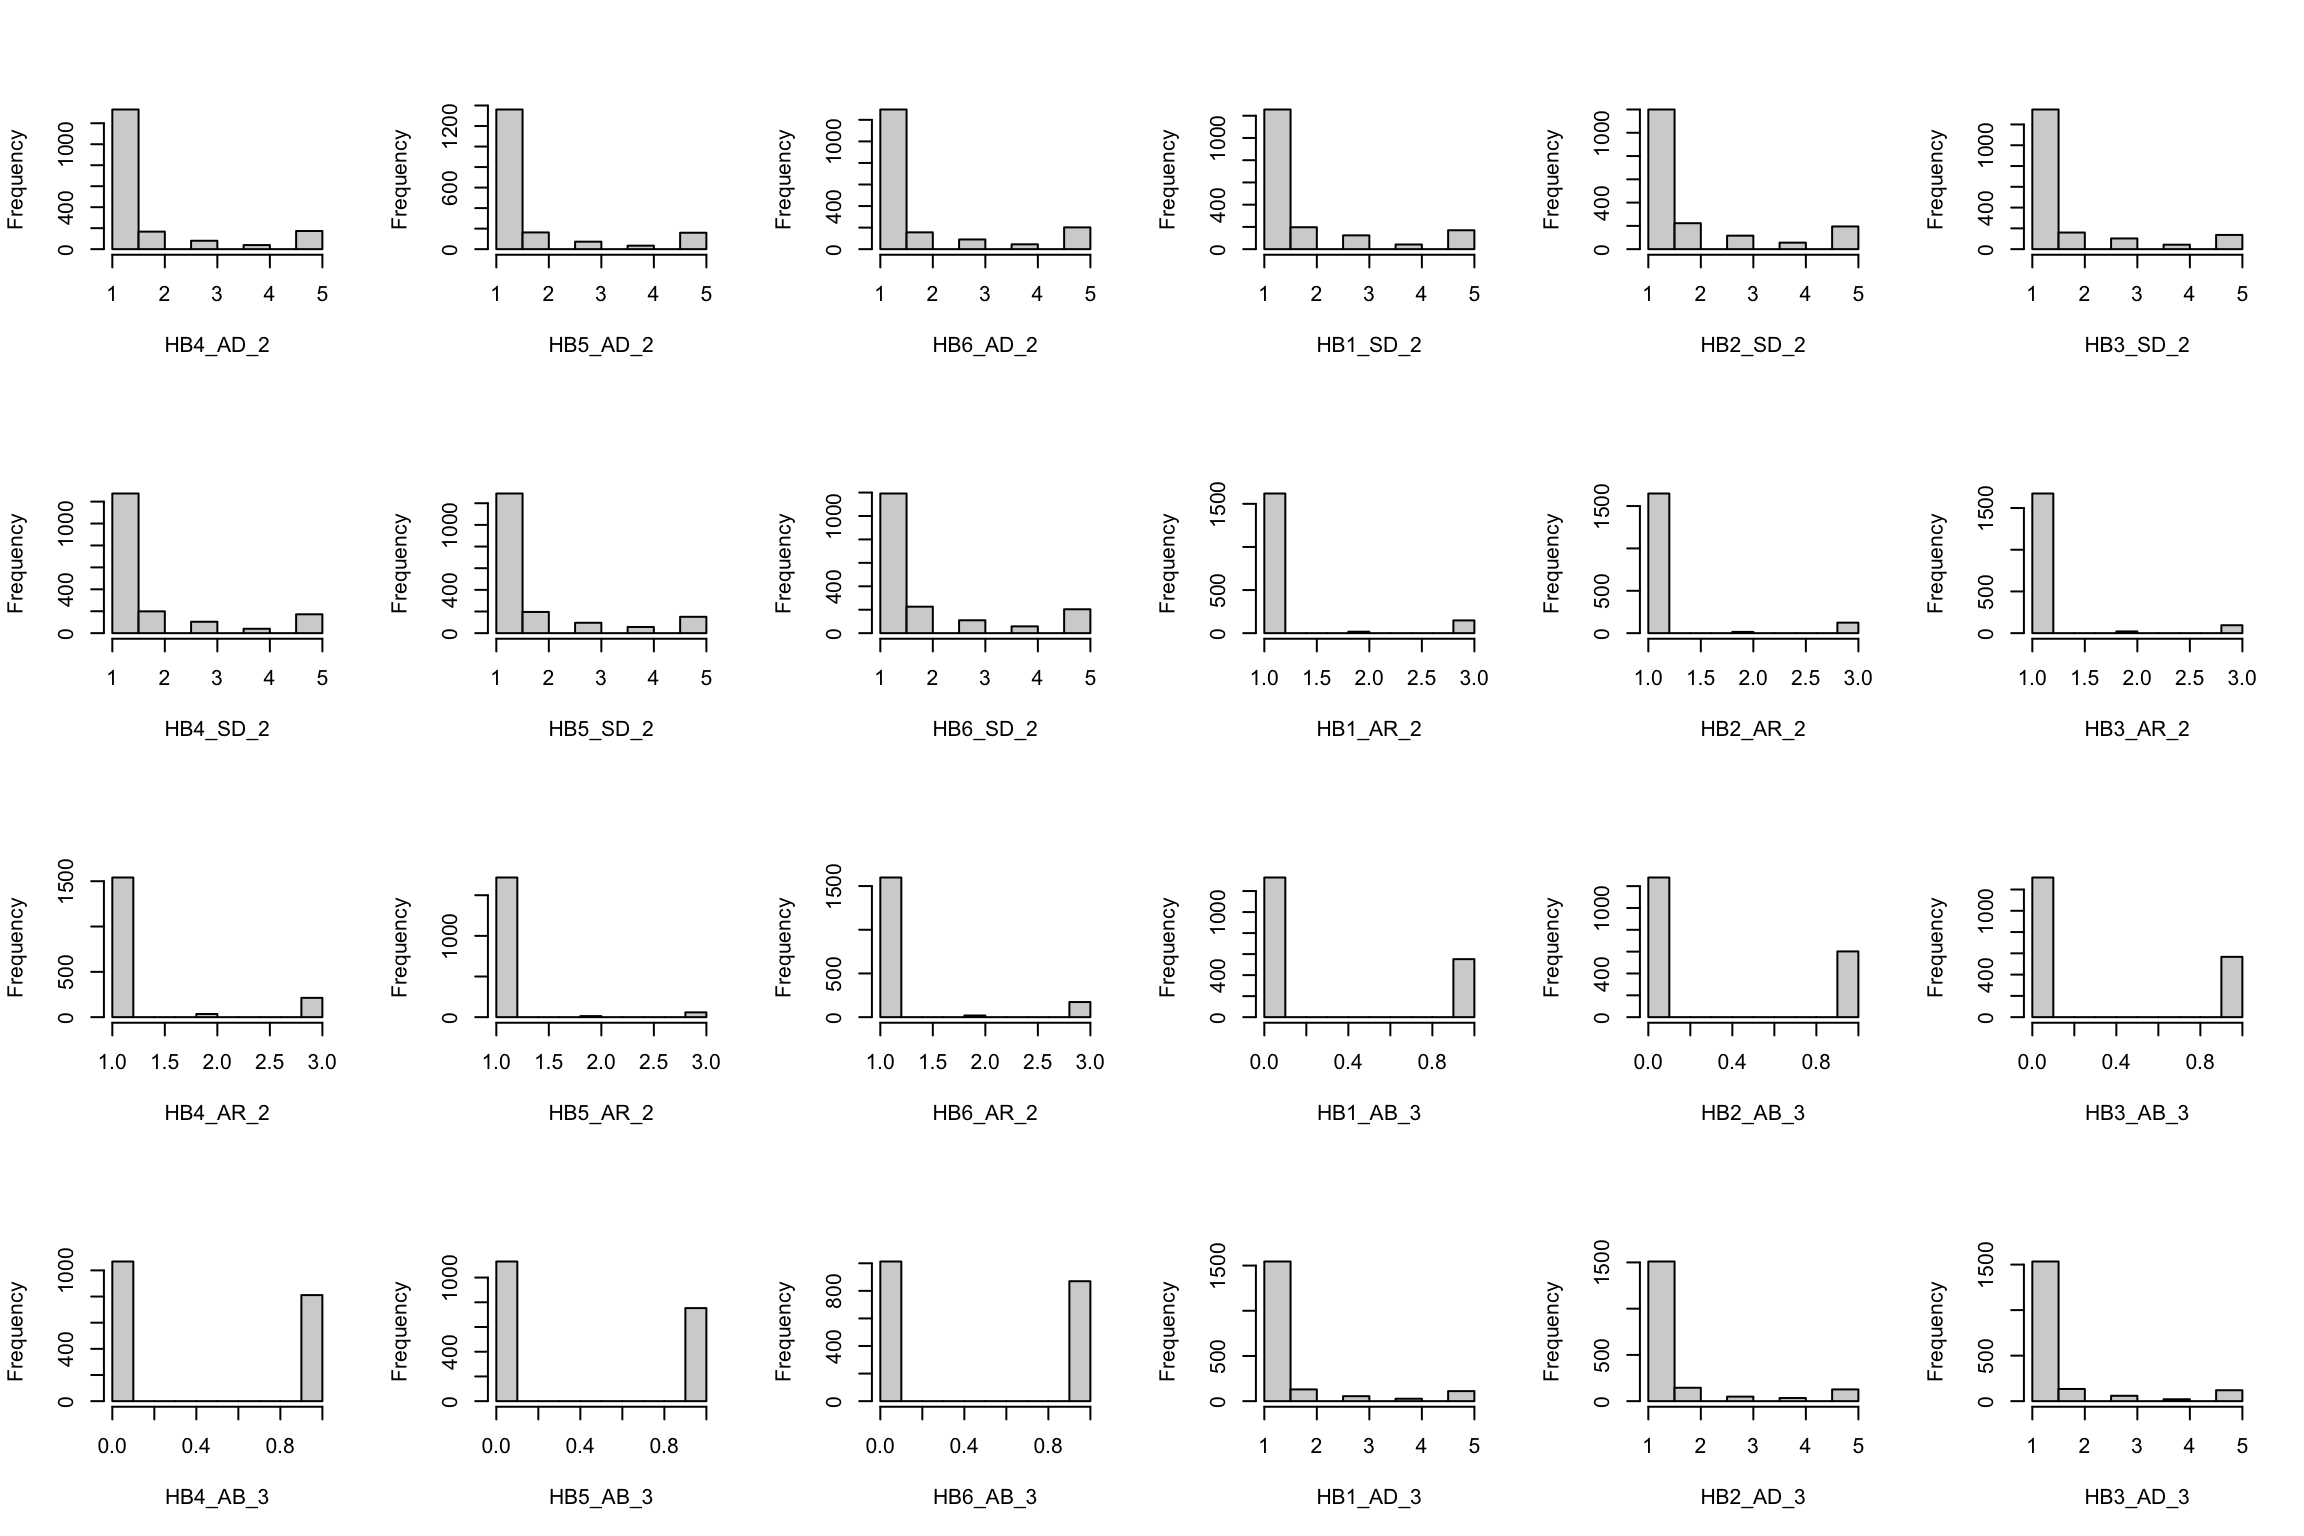 Frequency
0 400 1000
1 2 3 4 5
HB4_AD_2
Frequency
0 600 1200
1 2 3 4 5
HB5_AD_2
Frequency
0 400 1000
1 2 3 4 5
HB6_AD_2
Frequency
0 400 1000
1 2 3 4 5
HB1_SD_2
Frequency
0 400 1000
1 2 3 4 5
HB2_SD_2
Frequency
0 400 1000
1 2 3 4 5
HB3_SD_2
Frequency
0 400 1000
1 2 3 4 5
HB4_SD_2
Frequency
0 400 1000
1 2 3 4 5
HB5_SD_2
Frequency
0 400 1000
1 2 3 4 5
HB6_SD_2
Frequency
0 500 1500
1.0 1.5 2.0 2.5 3.0
HB1_AR_2
Frequency
0 500 1500
1.0 1.5 2.0 2.5 3.0
HB2_AR_2
Frequency
0 500 1500
1.0 1.5 2.0 2.5 3.0
HB3_AR_2
Frequency
0 500 1500
1.0 1.5 2.0 2.5 3.0
HB4_AR_2
Frequency
0 1000
1.0 1.5 2.0 2.5 3.0
HB5_AR_2
Frequency
0 500 1500
1.0 1.5 2.0 2.5 3.0
HB6_AR_2
Frequency
0 400 1000
0.0 0.4 0.8
HB1_AB_3
Frequency
0 400 1000
0.0 0.4 0.8
HB2_AB_3
Frequency
0 400 1000
0.0 0.4 0.8
HB3_AB_3
Frequency
0 400 1000
0.0 0.4 0.8
HB4_AB_3
Frequency
0 400 1000
0.0 0.4 0.8
HB5_AB_3
Frequency
0 400 800
0.0 0.4 0.8
HB6_AB_3
Frequency
0 500 1500
1 2 3 4 5
HB1_AD_3
Frequency
0 500 1500
1 2 3 4 5
HB2_AD_3
Frequency
0 500 1500
1 2 3 4 5
HB3_AD_3